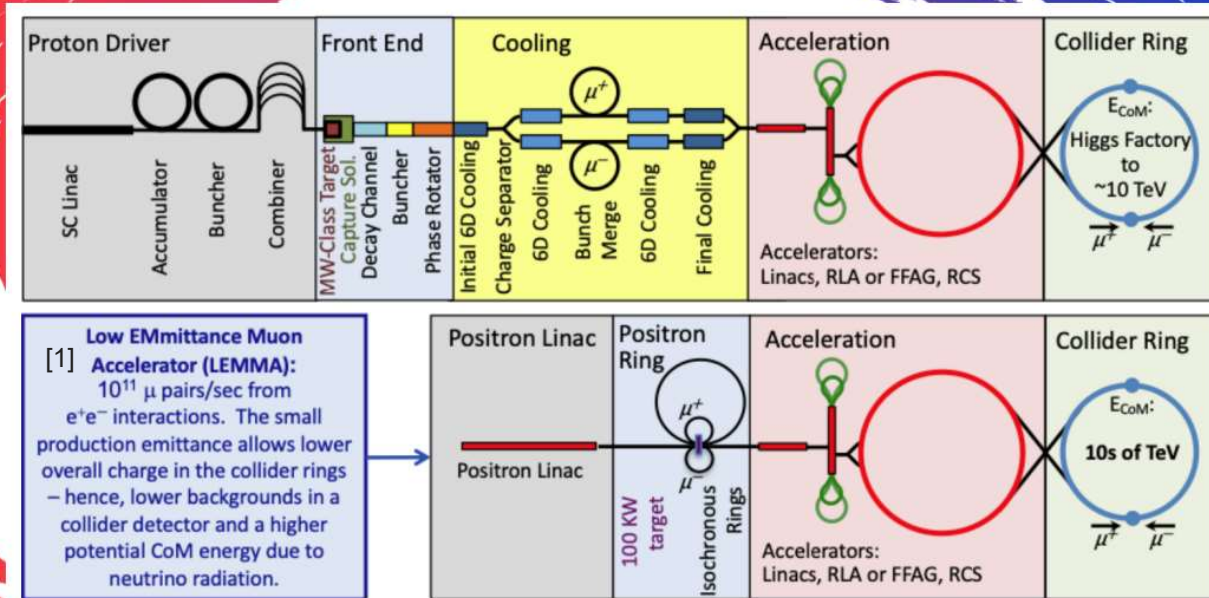 Proton Driver
SC Linac
Accumulator
Buncher
Combiner
Front End
MW-Class Target
Capture Sol.
Decay Channel
Buncher
Phase Rotator
Cooling
Initial 6D Cooling
Charge Separator
6D Cooling
μ+
μ−
Bunch
Merge
6D Cooling
Final Cooling
Acceleration
Accelerators:
Linacs, RLA or FFAG, RCS
Collider Ring
E_CoM:
Higgs Factory
to
~10 TeV
μ+ μ−
[1]
Low EMmittance Muon
Accelerator (LEMMA):
10¹¹ μ pairs/sec from
e⁺e⁻ interactions. The small
production emittance allows lower
overall charge in the collider rings
– hence, lower backgrounds in a
collider detector and a higher
potential CoM energy due to
neutrino radiation.
Positron Linac
Positron Linac
Positron
Ring
μ+
μ−
100 KW
target
Isochronous
Rings
Acceleration
Accelerators:
Linacs, RLA or FFAG, RCS
Collider Ring
E_CoM:
10s of TeV
μ+ μ−